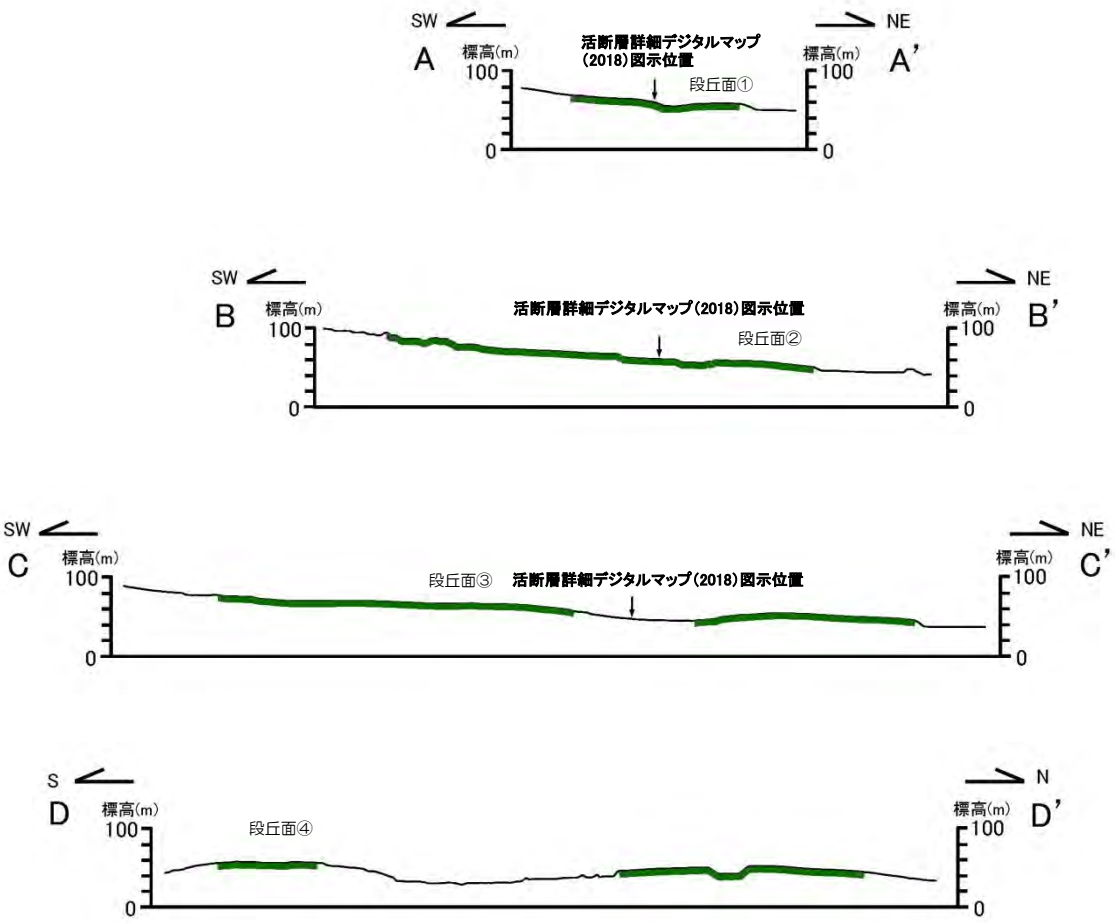 SW
NE
A
標高(m)
活断層詳細デジタルマップ
(2018)図示位置
標高(m)
A'
100
段丘面①
100
0
0
SW
NE
B
標高(m)
活断層詳細デジタルマップ(2018)図示位置
標高(m)
B'
100
段丘面②
100
0
0
SW
NE
C
標高(m)
標高(m)
C'
100
段丘面③
活断層詳細デジタルマップ(2018)図示位置
100
0
0
S
N
D
標高(m)
標高(m)
D'
100
段丘面④
100
0
0